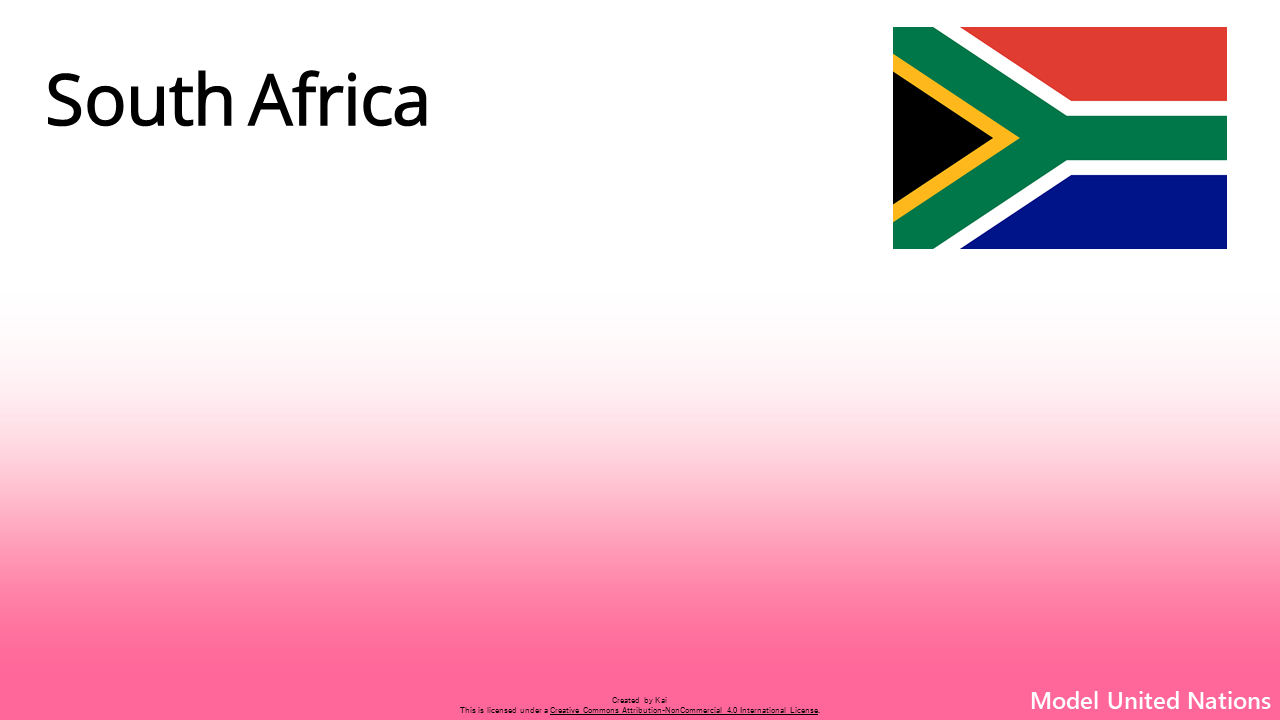 South Africa
Created by Kai
This is licensed under a Creative Commons Attribution-NonCommercial 4.0 International License.
Model United Nations